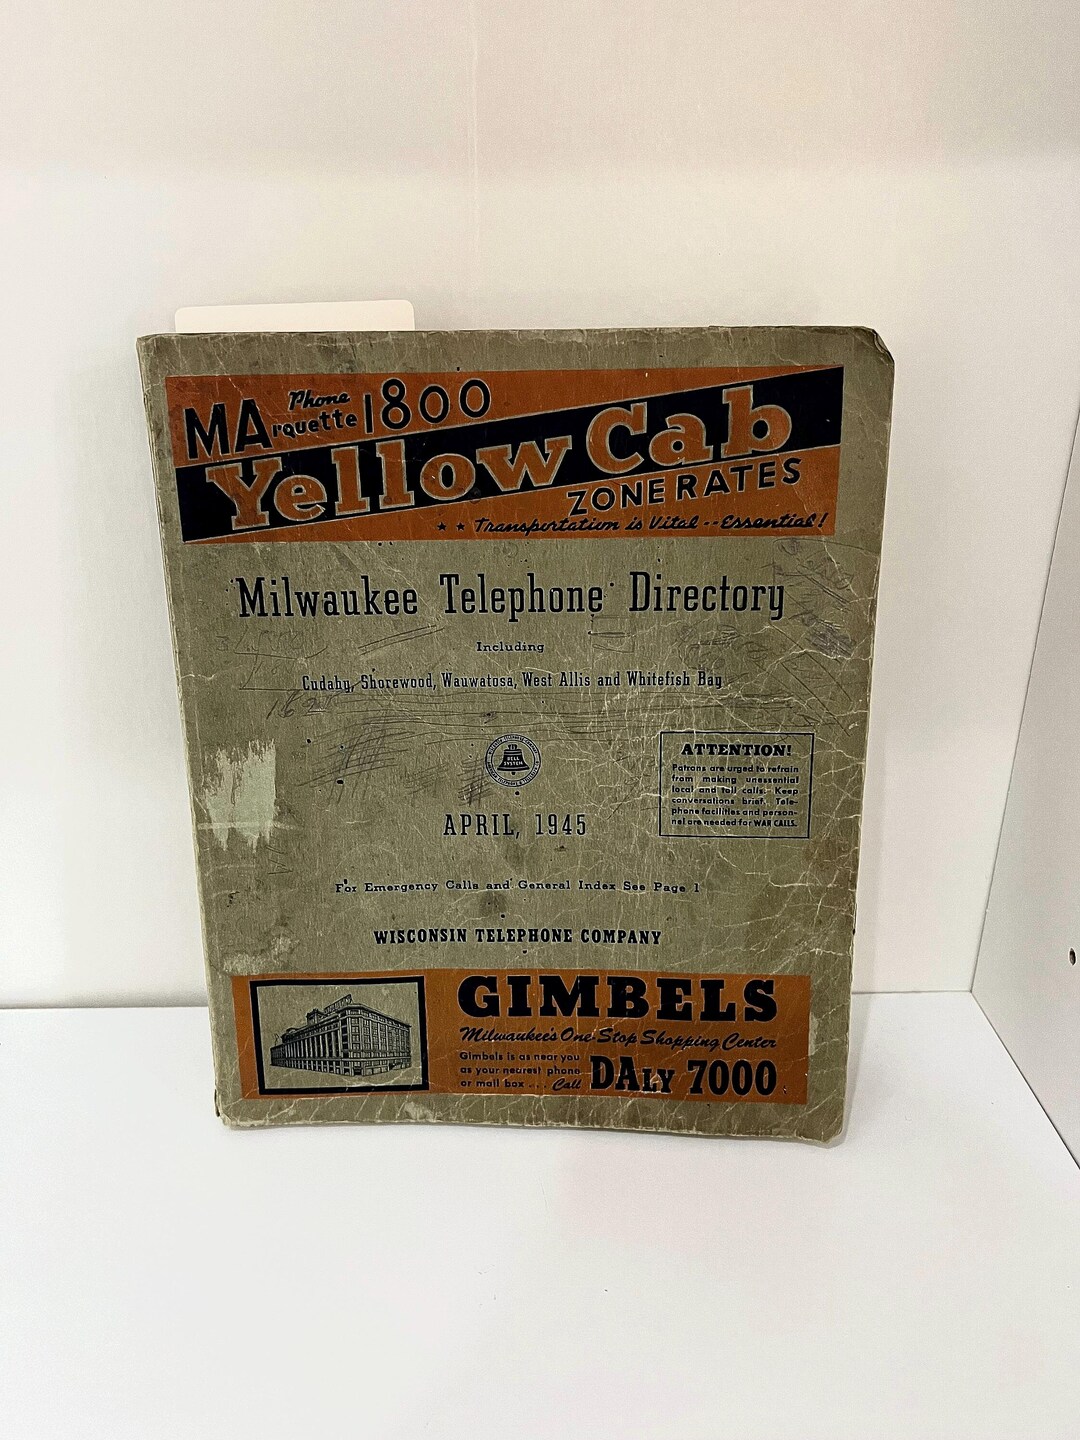 Phone
MArquette 1800
Yellow Cab
ZONE RATES
★ ★ Transportation is Vital -- Essential!
Milwaukee Telephone Directory
Including
Cudahy, Shorewood, Wauwatosa, West Allis and Whitefish Bay
BELL
SYSTEM
ATTENTION!
Patrons are urged to refrain
from making unessential
local and toll calls. Keep
conversations brief. Tele-
phone facilities and person-
nel are needed for WAR CALLS.
APRIL, 1945
For Emergency Calls and General Index See Page 1
WISCONSIN TELEPHONE COMPANY
GIMBELS
Milwaukee's One Stop Shopping Center
Gimbels is as near you
as your nearest phone
or mail box . . . Call
DALY 7000